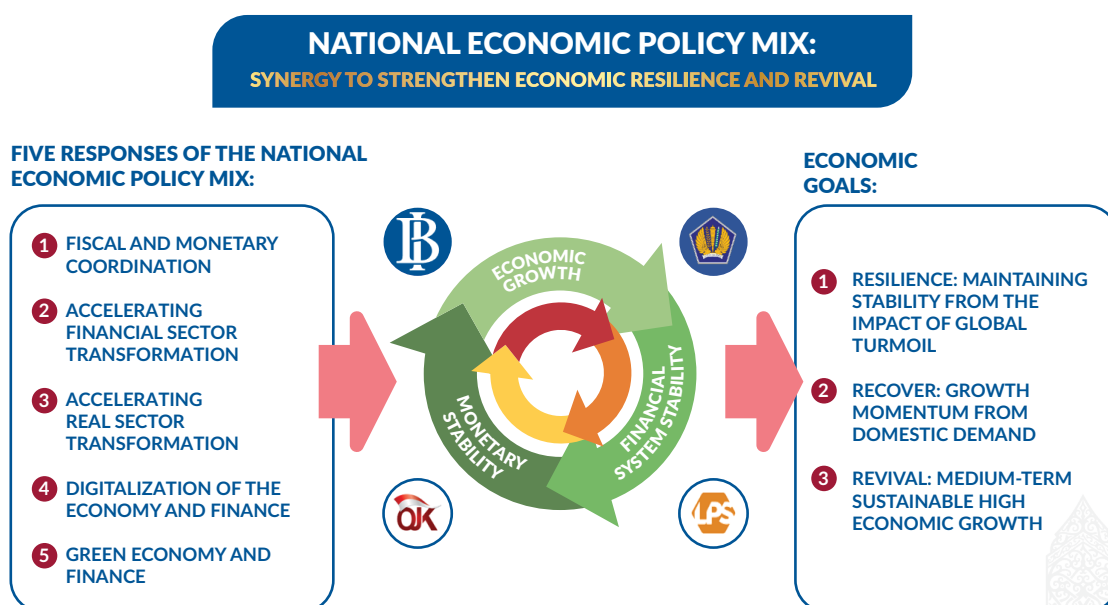 NATIONAL ECONOMIC POLICY MIX:
SYNERGY TO STRENGTHEN ECONOMIC RESILIENCE AND REVIVAL
FIVE RESPONSES OF THE NATIONAL
ECONOMIC POLICY MIX:
1 FISCAL AND MONETARY
COORDINATION
2 ACCELERATING
FINANCIAL SECTOR
TRANSFORMATION
3 ACCELERATING
REAL SECTOR
TRANSFORMATION
4 DIGITALIZATION OF THE
ECONOMY AND FINANCE
5 GREEN ECONOMY AND
FINANCE
BI
ECONOMIC
GROWTH
FINANCIAL
SYSTEM STABILITY
MONETARY
STABILITY
OJK
LPS
ECONOMIC
GOALS:
1 RESILIENCE: MAINTAINING
STABILITY FROM THE
IMPACT OF GLOBAL
TURMOIL
2 RECOVER: GROWTH
MOMENTUM FROM
DOMESTIC DEMAND
3 REVIVAL: MEDIUM-TERM
SUSTAINABLE HIGH
ECONOMIC GROWTH